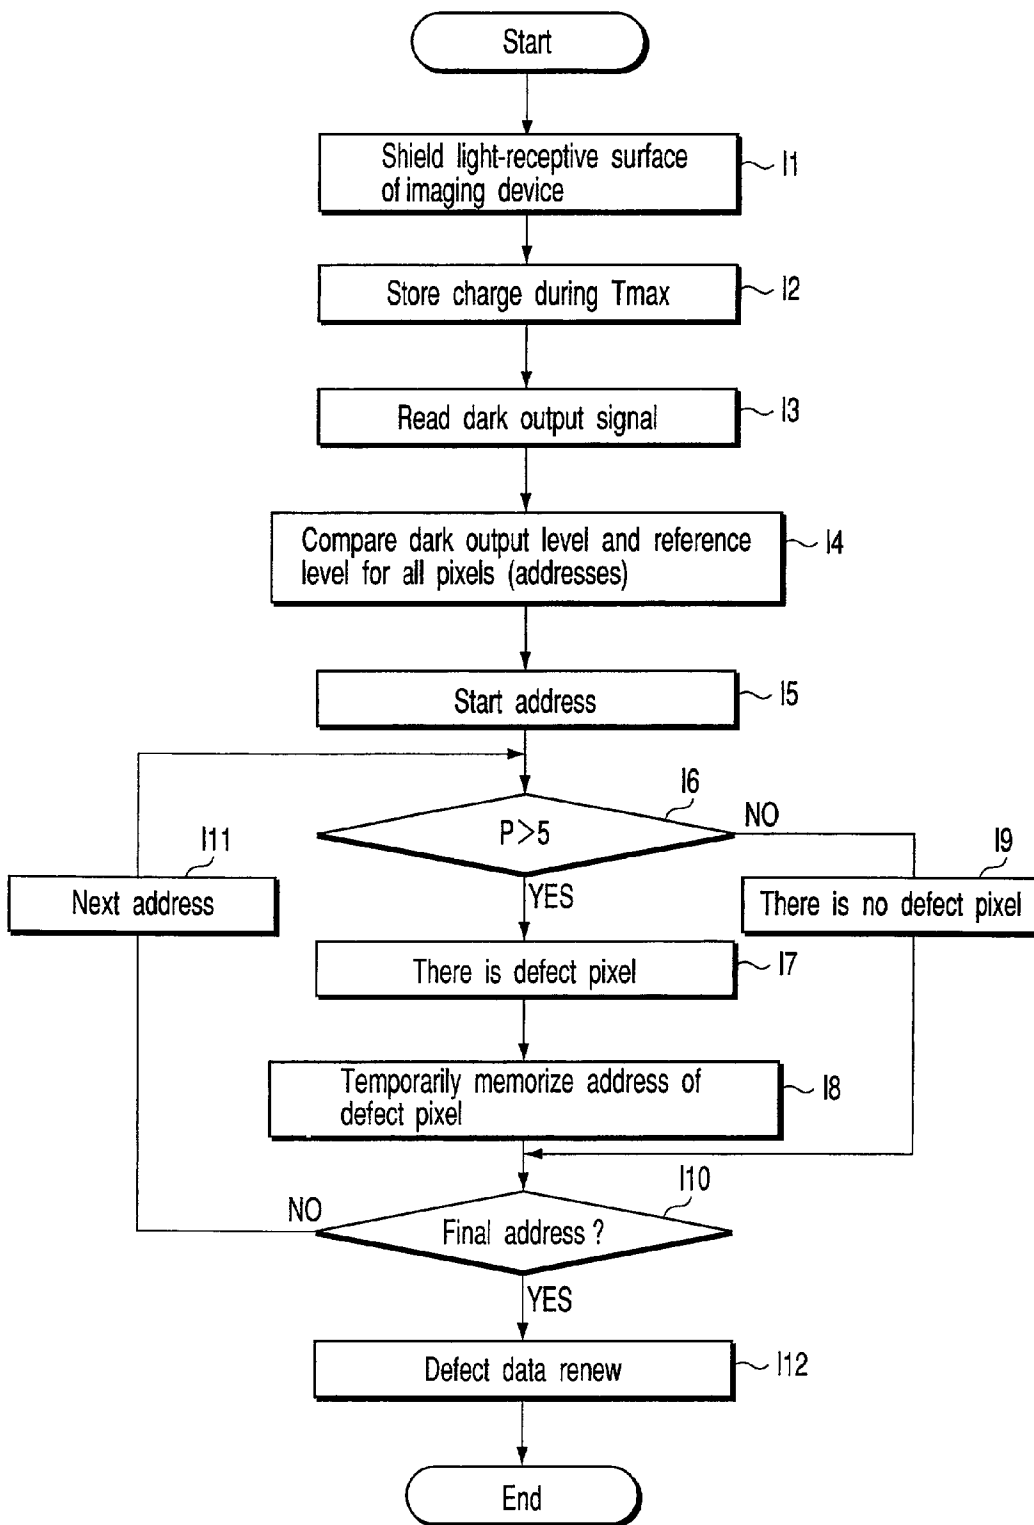 Start
Shield light-receptive surface
of imaging device
I1
Store charge during Tmax
I2
Read dark output signal
I3
Compare dark output level and reference
level for all pixels (addresses)
I4
Start address
I5
P>5
I6
NO
YES
I11
Next address
I9
There is no defect pixel
There is defect pixel
I7
Temporarily memorize address of
defect pixel
I8
Final address?
I10
NO
YES
Defect data renew
I12
End